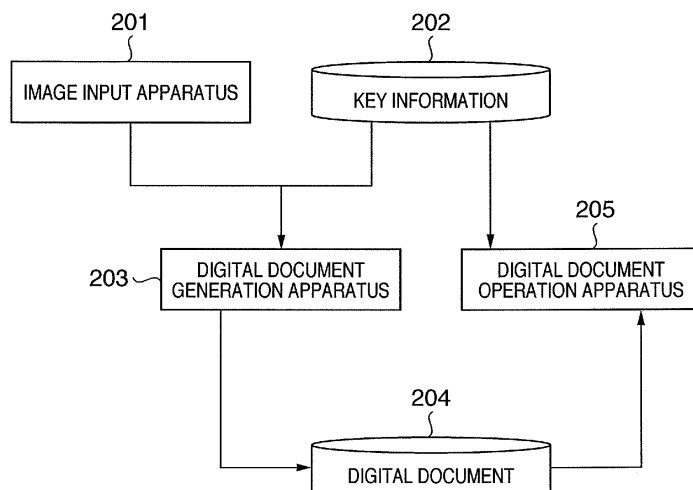 201
202
IMAGE INPUT APPARATUS
KEY INFORMATION
205
203
DIGITAL DOCUMENT
GENERATION APPARATUS
DIGITAL DOCUMENT
OPERATION APPARATUS
204
DIGITAL DOCUMENT